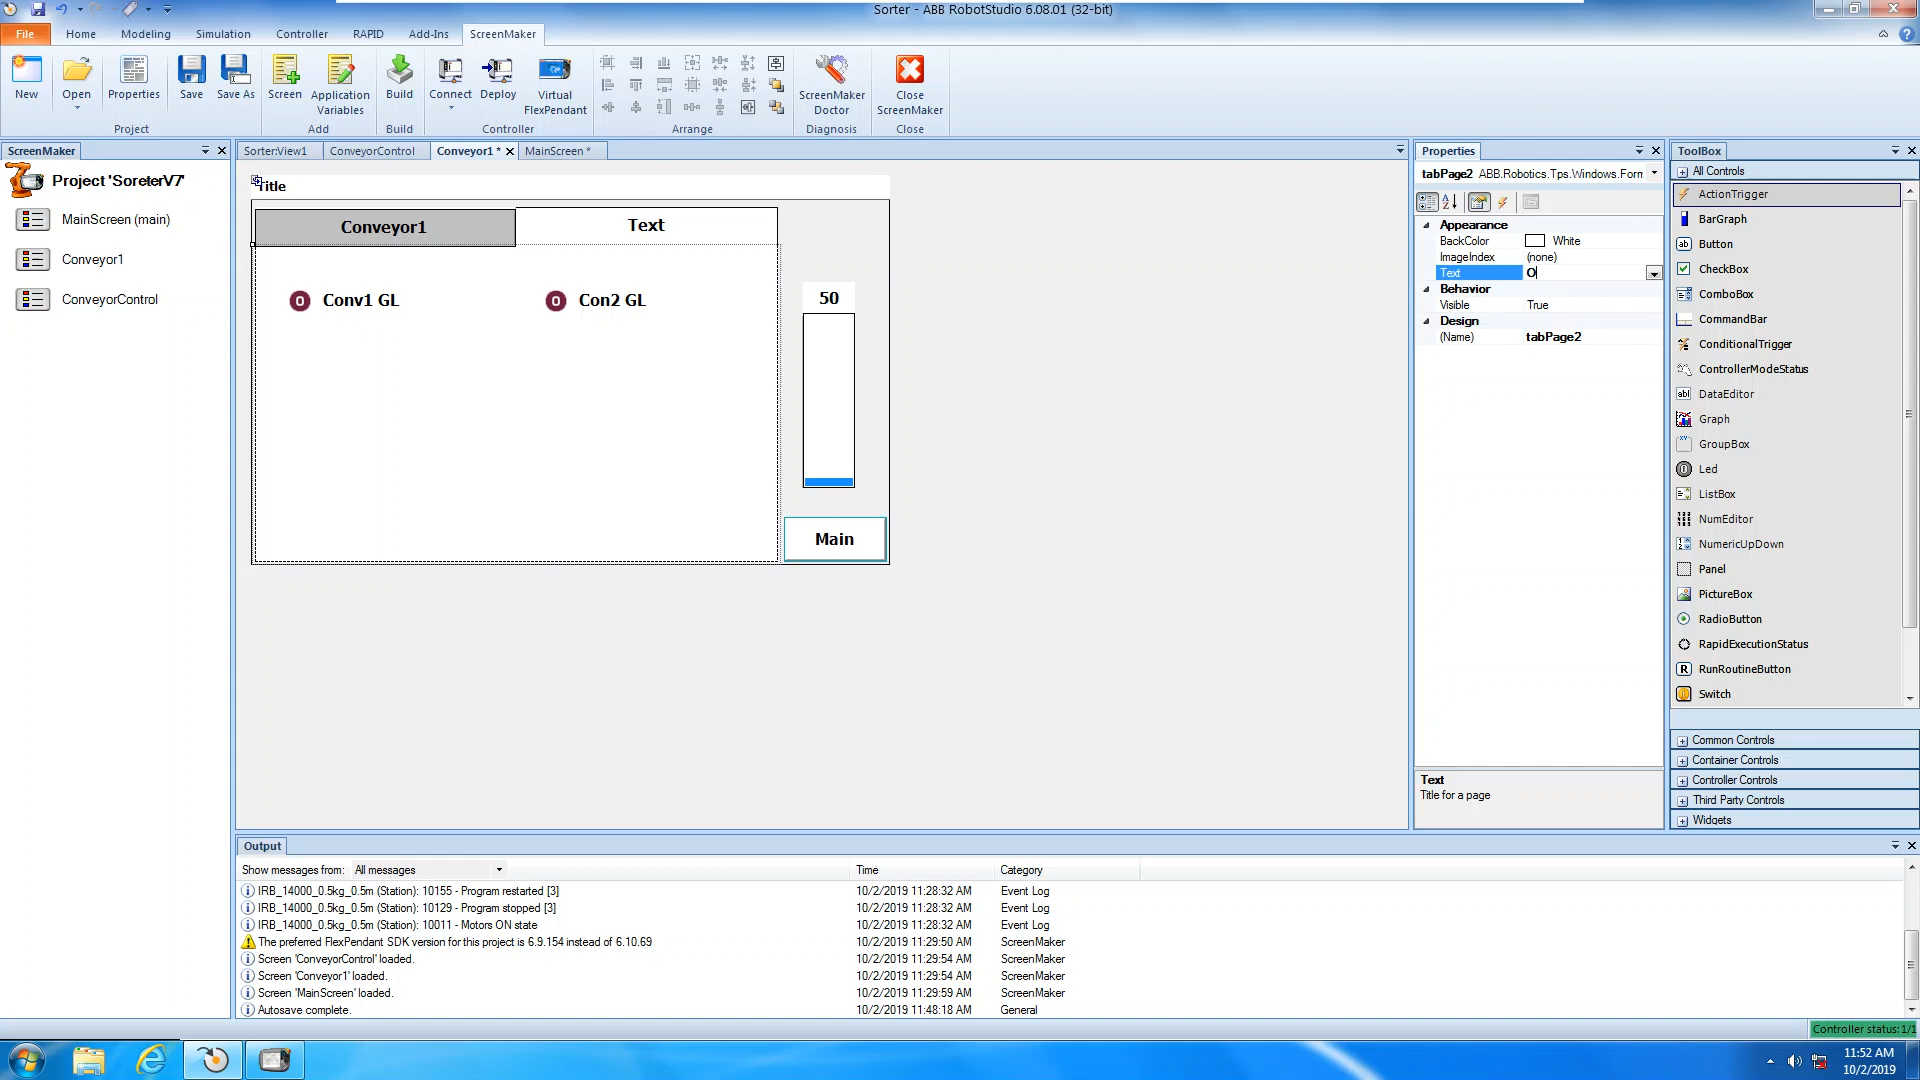 Sorter - ABB RobotStudio 6.08.01 (32-bit)
File Home Modeling Simulation Controller RAPID Add-Ins ScreenMaker
New Open Properties Save Save As Screen Application Variables Build Connect Deploy Virtual FlexPendant ScreenMaker Doctor Close ScreenMaker
Project Add Build Controller Arrange Diagnosis Close
ScreenMaker
Project 'SoreterV7'
MainScreen (main)
Conveyor1
ConveyorControl
Sorter:View1 ConveyorControl Conveyor1 * MainScreen *
Title
Conveyor1 Text
Conv1 GL Con2 GL
50
Main
Properties
tabPage2 ABB.Robotics.Tps.Windows.Form
Appearance
BackColor White
ImageIndex (none)
Text O
Behavior
Visible True
Design
(Name) tabPage2
Text
Title for a page
ToolBox
All Controls
ActionTrigger
BarGraph
Button
CheckBox
ComboBox
CommandBar
ConditionalTrigger
ControllerModeStatus
DataEditor
Graph
GroupBox
Led
ListBox
NumEditor
NumericUpDown
Panel
PictureBox
RadioButton
RapidExecutionStatus
RunRoutineButton
Switch
Common Controls
Container Controls
Controller Controls
Third Party Controls
Widgets
Output
Show messages from: All messages Time Category
IRB_14000_0.5kg_0.5m (Station): 10155 - Program restarted [3] 10/2/2019 11:28:32 AM Event Log
IRB_14000_0.5kg_0.5m (Station): 10129 - Program stopped [3] 10/2/2019 11:28:32 AM Event Log
IRB_14000_0.5kg_0.5m (Station): 10011 - Motors ON state 10/2/2019 11:28:32 AM Event Log
The preferred FlexPendant SDK version for this project is 6.9.154 instead of 6.10.69 10/2/2019 11:29:50 AM ScreenMaker
Screen 'ConveyorControl' loaded. 10/2/2019 11:29:54 AM ScreenMaker
Screen 'Conveyor1' loaded. 10/2/2019 11:29:54 AM ScreenMaker
Screen 'MainScreen' loaded. 10/2/2019 11:29:59 AM ScreenMaker
Autosave complete. 10/2/2019 11:48:18 AM General
Controller status: 1/1
11:52 AM
10/2/2019